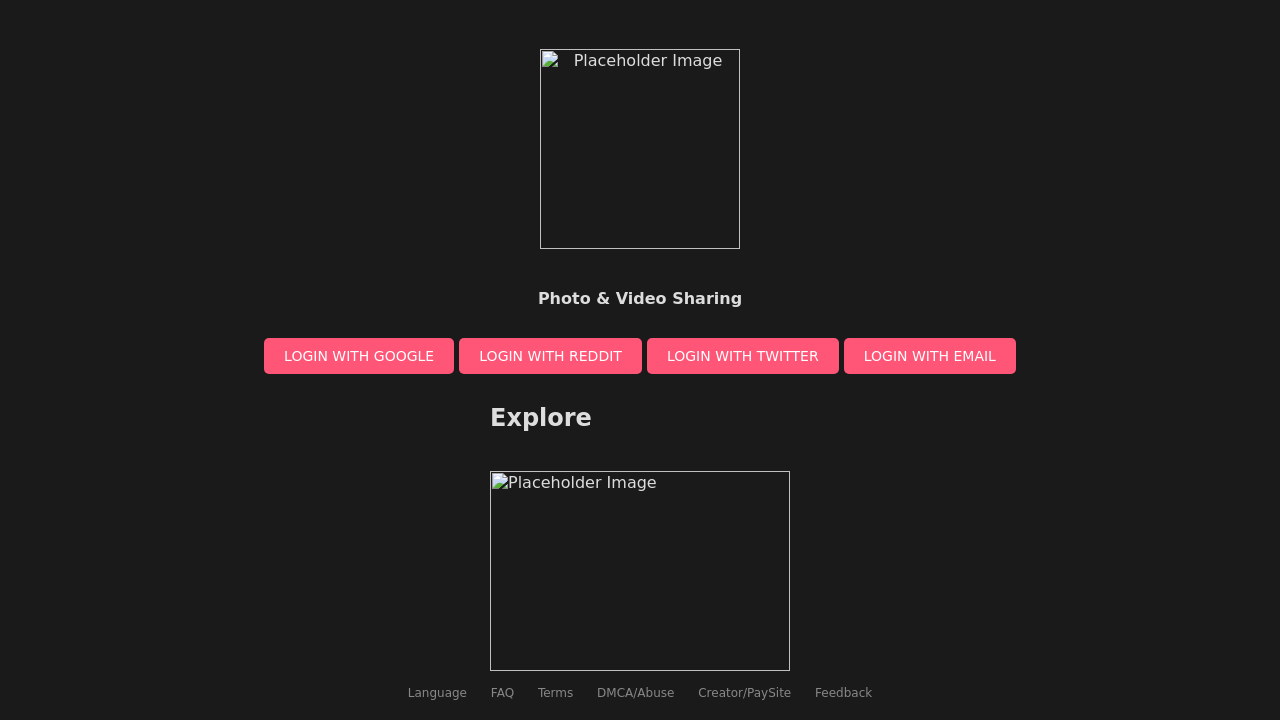 Placeholder Image
Photo & Video Sharing
LOGIN WITH GOOGLE LOGIN WITH REDDIT LOGIN WITH TWITTER LOGIN WITH EMAIL
Explore
Placeholder Image
Language FAQ Terms DMCA/Abuse Creator/PaySite Feedback